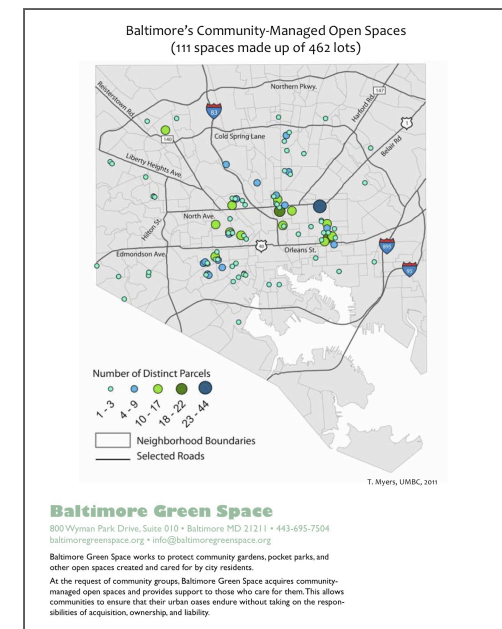 Baltimore's Community-Managed Open Spaces
(111 spaces made up of 462 lots)
Northern Pkwy.
147
Reisterstown Rd.
Harford Rd.
83
1
140
Cold Spring Lane
Belair Rd
Liberty Heights Ave.
North Ave.
Hilton St.
40
Orleans St.
Edmondson Ave.
895
95
Number of Distinct Parcels
1 - 3
4 - 9
10 - 17
18 - 22
23 - 44
Neighborhood Boundaries
Selected Roads
T. Myers, UMBC, 2011
Baltimore Green Space
800 Wyman Park Drive, Suite 010 • Baltimore MD 21211 • 443-695-7504
baltimoregreenspace.org • info@baltimoregreenspace.org
Baltimore Green Space works to protect community gardens, pocket parks, and
other open spaces created and cared for by city residents.
At the request of community groups, Baltimore Green Space acquires community-
managed open spaces and provides support to those who care for them. This allows
communities to ensure that their urban oases endure without taking on the respon-
sibilities of acquisition, ownership, and liability.